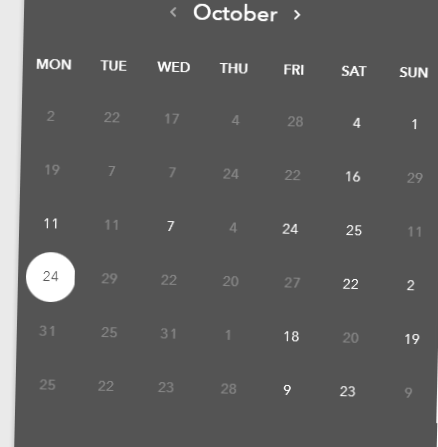 ‹ October ›
MON TUE WED THU FRI SAT SUN
2 22 17 4 28 4 1
19 7 7 24 22 16 29
11 11 7 4 24 25 11
24 29 22 20 27 22 2
31 25 31 1 18 20 19
25 22 23 28 9 23 9